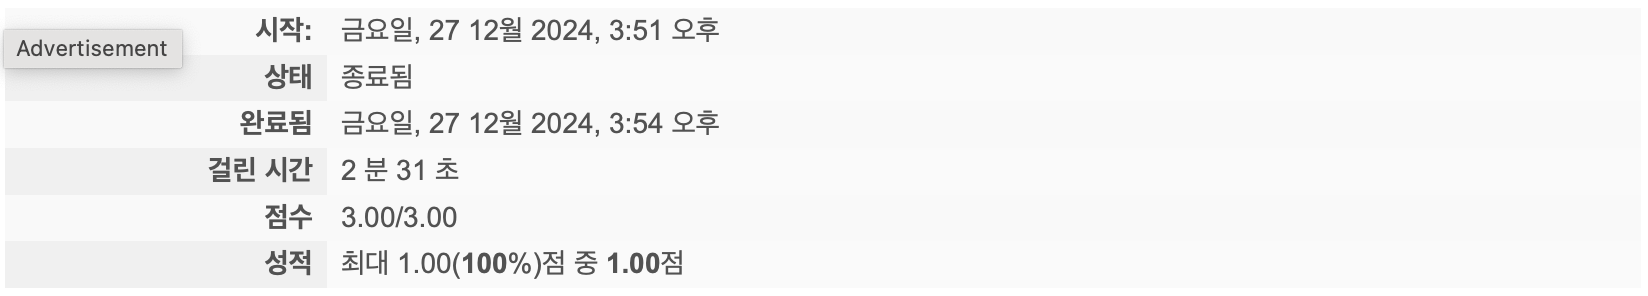 시작: 금요일, 27 12월 2024, 3:51 오후
Advertisement
상태 종료됨
완료됨 금요일, 27 12월 2024, 3:54 오후
걸린 시간 2 분 31 초
점수 3.00/3.00
성적 최대 1.00(100%)점 중 1.00점